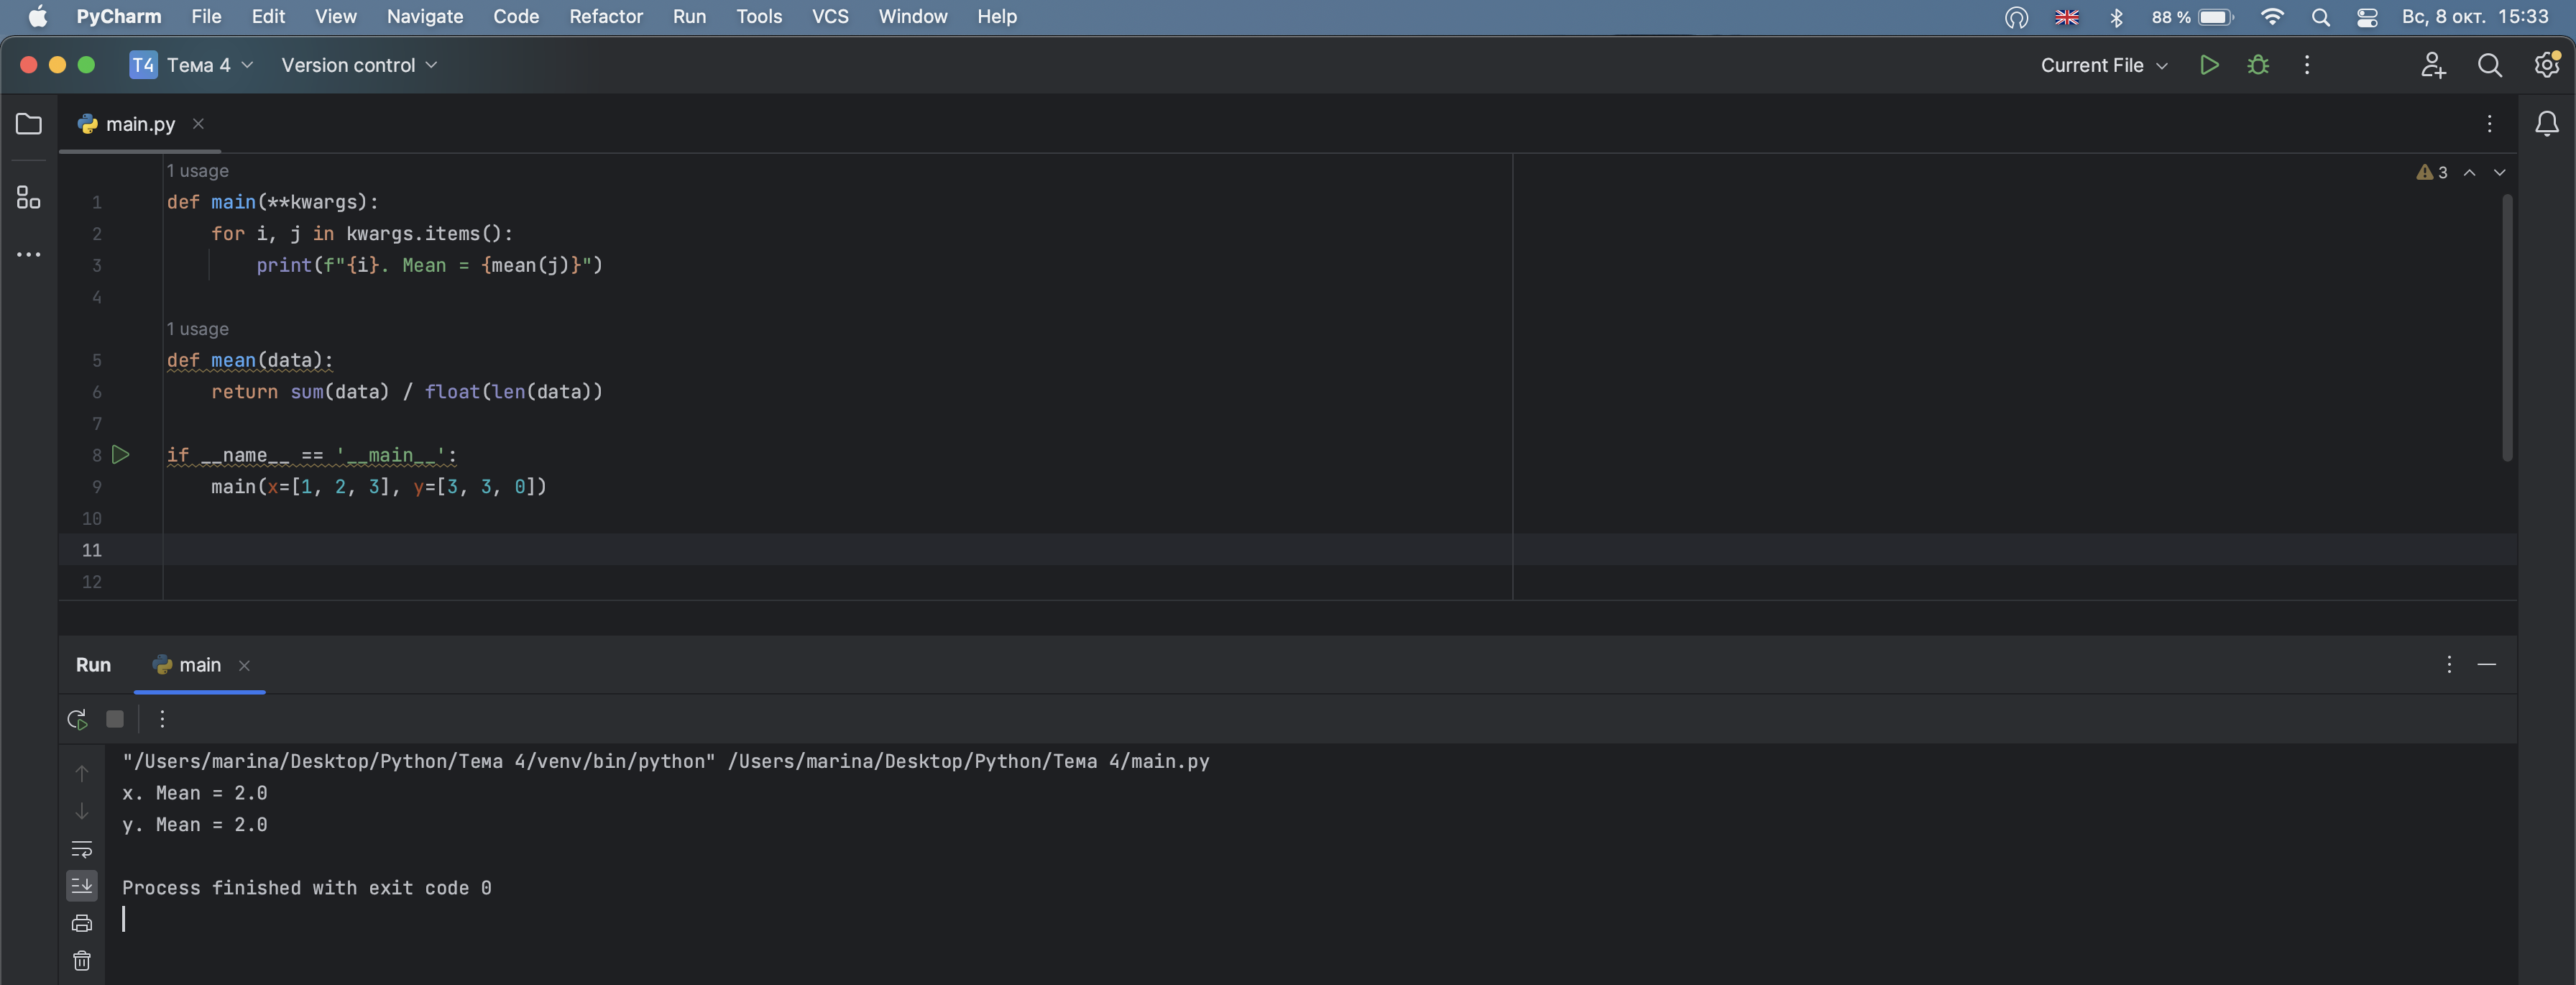 PyCharm File Edit View Navigate Code Refactor Run Tools VCS Window Help 88 % Вс, 8 окт. 15:33
T4 Тема 4 Version control Current File
main.py
1 usage 3
1 def main(**kwargs):
2 for i, j in kwargs.items():
3 print(f"{i}. Mean = {mean(j)}")
4
1 usage
5 def mean(data):
6 return sum(data) / float(len(data))
7
8 if __name__ == '__main__':
9 main(x=[1, 2, 3], y=[3, 3, 0])
10
11
12
Run main
"/Users/marina/Desktop/Python/Тема 4/venv/bin/python" /Users/marina/Desktop/Python/Тема 4/main.py
x. Mean = 2.0
y. Mean = 2.0
Process finished with exit code 0